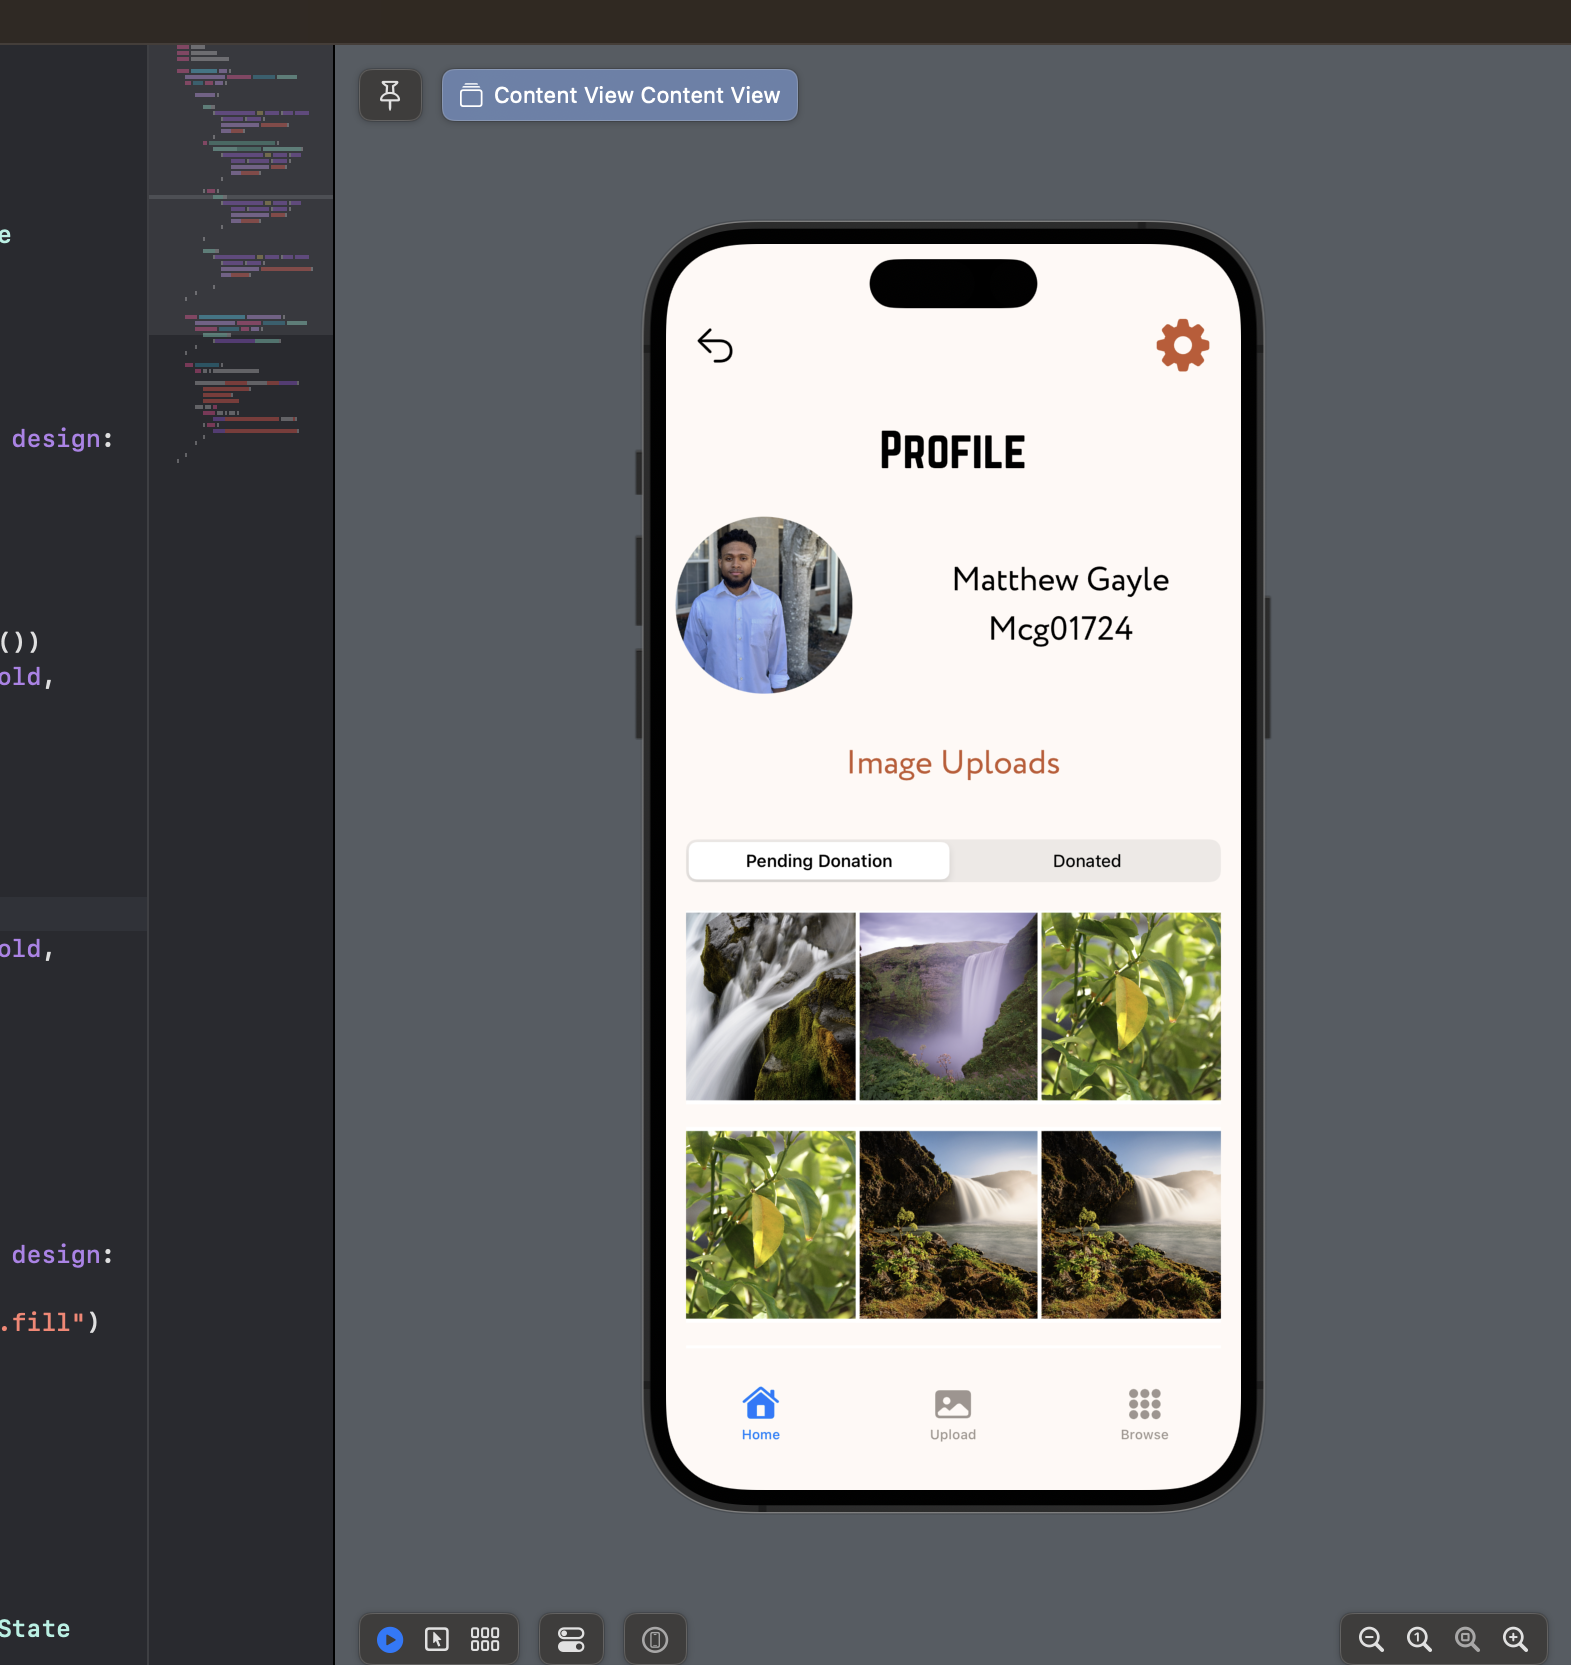 Content View Content View
e
design:
())
old,
old,
design:
.fill")
State
PROFILE
Matthew Gayle
Mcg01724
Image Uploads
Pending Donation
Donated
Home
Upload
Browse
1